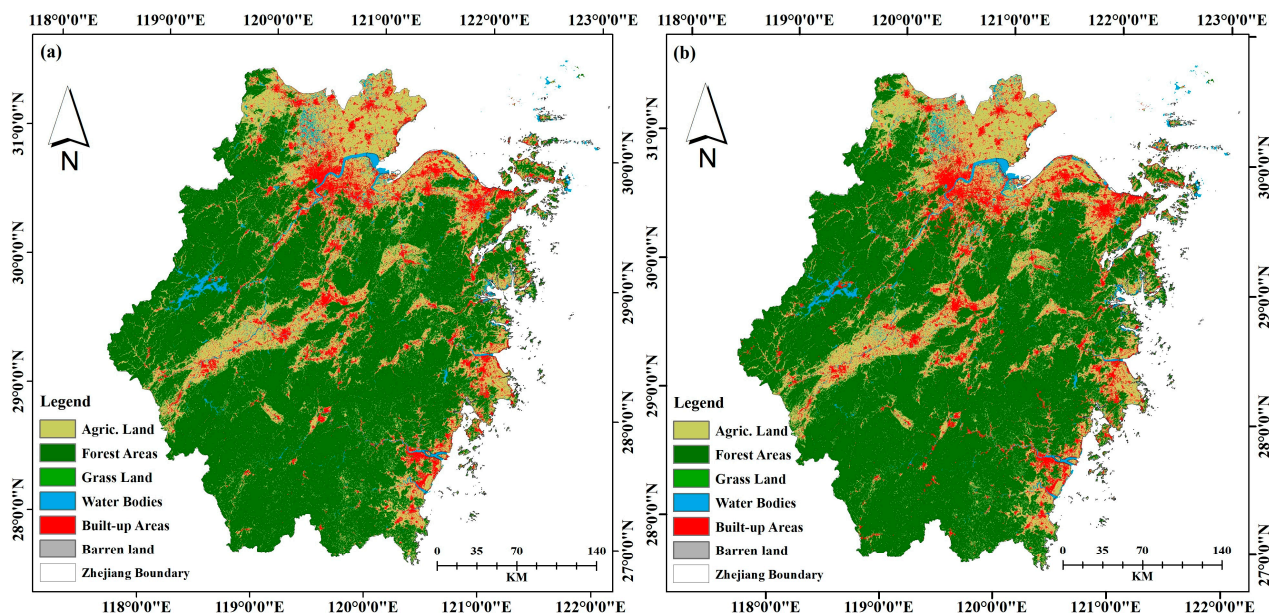 118°0'0"E 119°0'0"E 120°0'0"E 121°0'0"E 122°0'0"E 123°0'0"E
(a)
N
31°0'0"N
30°0'0"N
29°0'0"N
28°0'0"N
30°0'0"N
29°0'0"N
28°0'0"N
27°0'0"N
Legend
Agric. Land
Forest Areas
Grass Land
Water Bodies
Built-up Areas
Barren land
Zhejiang Boundary
0 35 70 140
KM
118°0'0"E 119°0'0"E 120°0'0"E 121°0'0"E 122°0'0"E
118°0'0"E 119°0'0"E 120°0'0"E 121°0'0"E 122°0'0"E 123°0'0"E
(b)
N
31°0'0"N
30°0'0"N
29°0'0"N
28°0'0"N
30°0'0"N
29°0'0"N
28°0'0"N
27°0'0"N
Legend
Agric. Land
Forest Areas
Grass Land
Water Bodies
Built-up Areas
Barren land
Zhejiang Boundary
0 35 70 140
KM
118°0'0"E 119°0'0"E 120°0'0"E 121°0'0"E 122°0'0"E